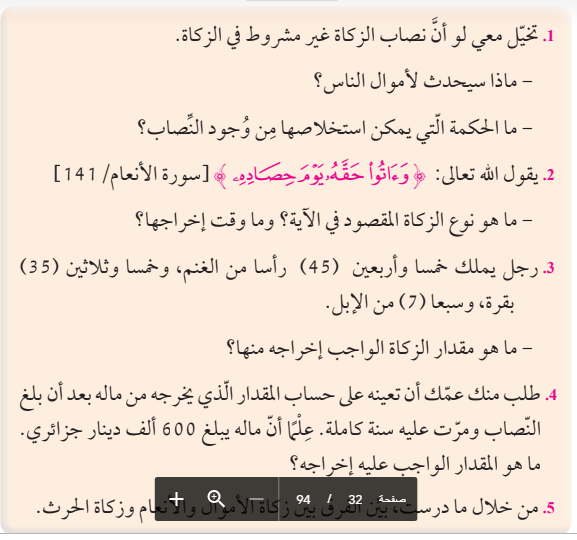 1. تخيّل معي لو أنَّ نصاب الزكاة غير مشروط في الزكاة.
– ماذا سيحدث لأموال الناس؟
– ما الحكمة الّتي يمكن استخلاصها مِن وُجود النِّصاب؟
2. يقول الله تعالى: ﴿ وَءَاتُواْ حَقَّهُۥ يَوْمَ حِصَادِهِۦ ﴾ [سورة الأنعام/ 141]
– ما هو نوع الزكاة المقصود في الآية؟ وما وقت إخراجها؟
3. رجل يملك خمسا وأربعين (45) رأسا من الغنم، وخمسا وثلاثين (35)
بقرة، وسبعا (7) من الإبل.
– ما هو مقدار الزكاة الواجب إخراجه منها؟
4. طلب منك عمّك أن تعينه على حساب المقدار الّذي يخرجه من ماله بعد أن بلغ
النّصاب ومرّت عليه سنة كاملة. عِلْمًا أنّ ماله يبلغ 600 ألف دينار جزائري.
ما هو المقدار الواجب عليه إخراجه؟
صفحة 32 / 94
5. من خلال ما درست، بين الفرق بين زكاة الأموال والأنعام وزكاة الحرث.